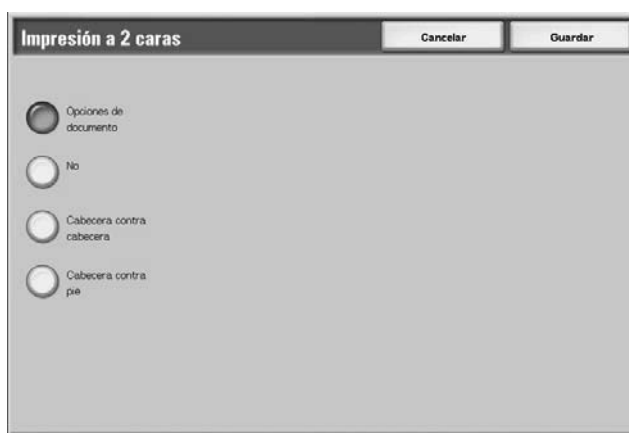 Impresión a 2 caras
Cancelar
Guardar
Opciones de
documento
No
Cabecera contra
cabecera
Cabecera contra
pie